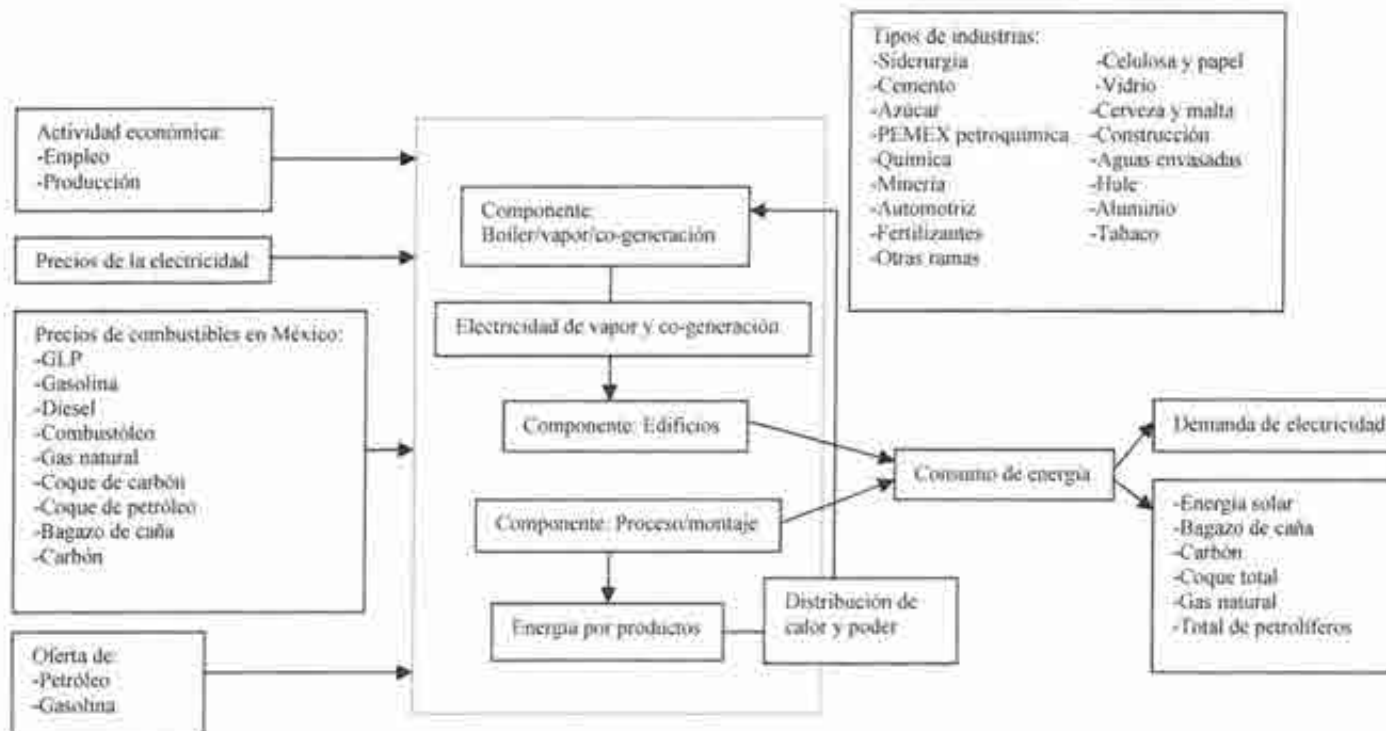 Actividad económica:
-Empleo
-Producción
Precios de la electricidad
Precios de combustibles en México:
-GLP
-Gasolina
-Diesel
-Combustóleo
-Gas natural
-Coque de carbón
-Coque de petróleo
-Bagazo de caña
-Carbón
Oferta de:
-Petróleo
-Gasolina
Componente:
Boiler/vapor/co-generación
Electricidad de vapor y co-generación
Componente: Edificios
Componente: Proceso/montaje
Energía por productos
Distribución de
calor y poder
Tipos de industrias:
-Siderurgia
-Cemento
-Azúcar
-PEMEX petroquímica
-Química
-Minería
-Automotriz
-Fertilizantes
-Otras ramas
-Celulosa y papel
-Vidrio
-Cerveza y malta
-Construcción
-Aguas envasadas
-Hule
-Aluminio
-Tabaco
Consumo de energía
Demanda de electricidad
-Energía solar
-Bagazo de caña
-Carbón
-Coque total
-Gas natural
-Total de petrolíferos